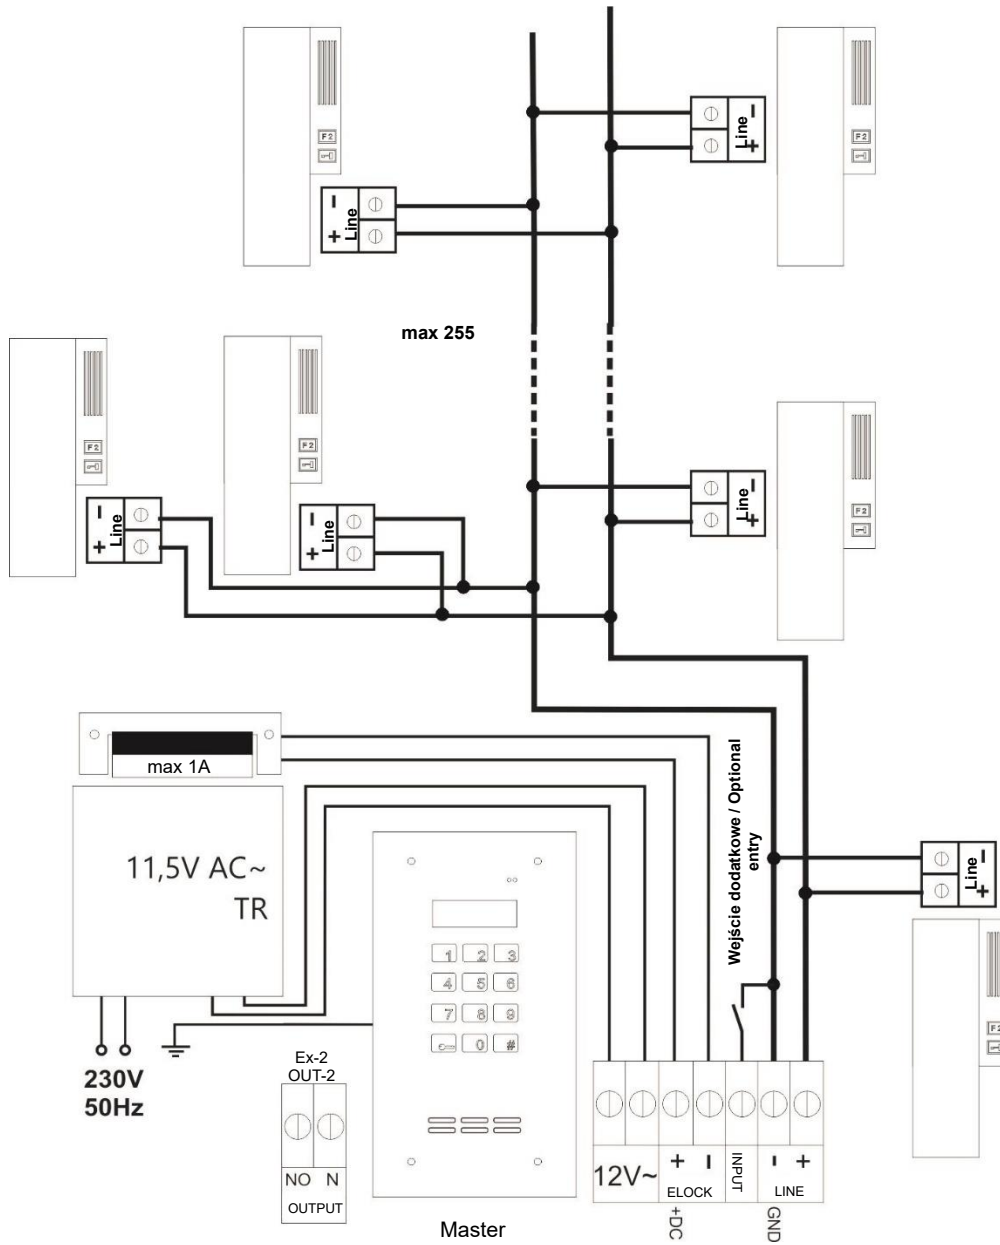 F2
- Line +
F2
- Line +
max 255
F2
- Line +
F2
- Line +
F2
- Line +
max 1A
11,5V AC~
TR
230V
50Hz
Wejście dodatkowe / Optional
entry
- Line +
F2
1 2 3
4 5 6
7 8 9
0 #
Ex-2
OUT-2
NO N
OUTPUT
Master
12V~
+ -
ELOCK
+DC
INPUT
- +
LINE
GND